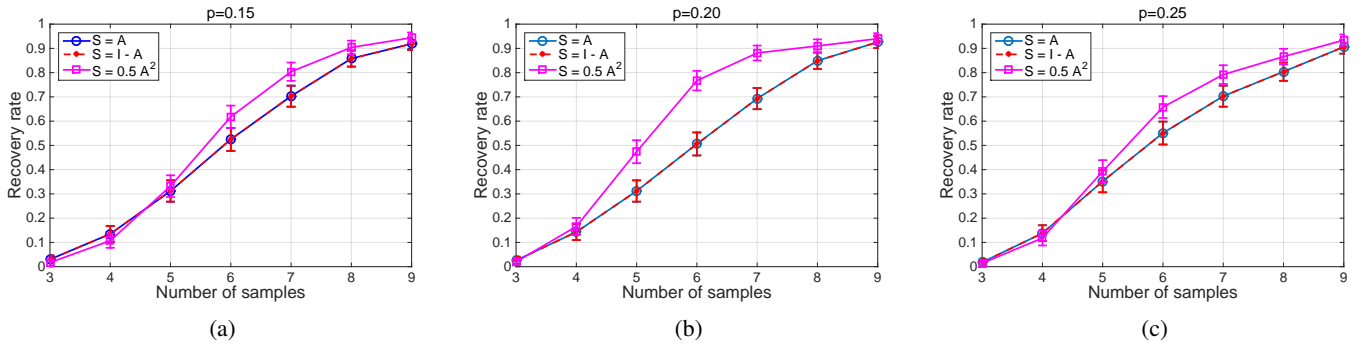 p=0.15
1
0.9
0.8
0.7
0.6
0.5
0.4
0.3
0.2
0.1
0
Recovery rate
S = A
S = I - A
S = 0.5 A²
3 4 5 6 7 8 9
Number of samples
(a)
p=0.20
1
0.9
0.8
0.7
0.6
0.5
0.4
0.3
0.2
0.1
0
Recovery rate
S = A
S = I - A
S = 0.5 A²
3 4 5 6 7 8 9
Number of samples
(b)
p=0.25
1
0.9
0.8
0.7
0.6
0.5
0.4
0.3
0.2
0.1
0
Recovery rate
S = A
S = I - A
S = 0.5 A²
3 4 5 6 7 8 9
Number of samples
(c)